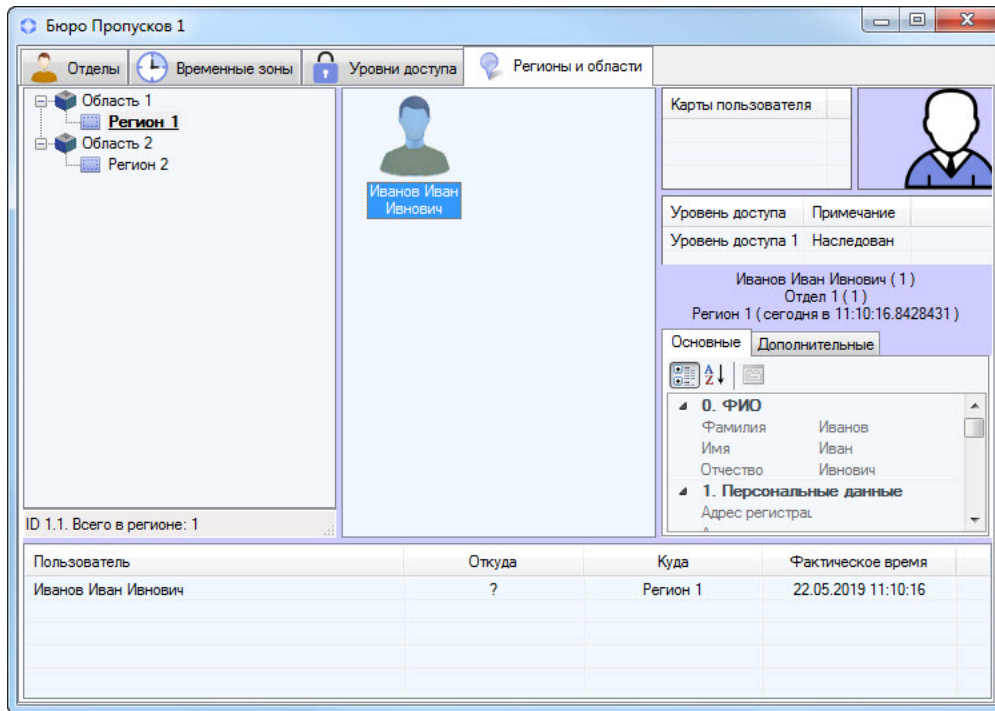 Бюро Пропусков 1
Отделы Временные зоны Уровни доступа Регионы и области
Область 1
Регион 1
Область 2
Регион 2
ID 1.1. Всего в регионе: 1
Иванов Иван
Ивнович
Карты пользователя
Уровень доступа Примечание
Уровень доступа 1 Наследован
Иванов Иван Ивнович ( 1 )
Отдел 1 ( 1 )
Регион 1 ( сегодня в 11:10:16.8428431 )
Основные Дополнительные
0. ФИО
Фамилия Иванов
Имя Иван
Отчество Ивнович
1. Персональные данные
Адрес регистрац
Пользователь Откуда Куда Фактическое время
Иванов Иван Ивнович ? Регион 1 22.05.2019 11:10:16